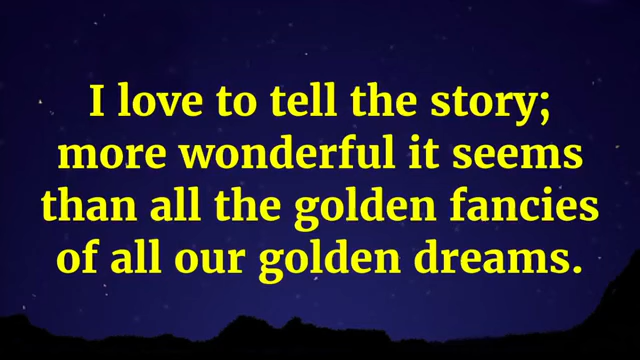 I love to tell the story;
more wonderful it seems
than all the golden fancies
of all our golden dreams.